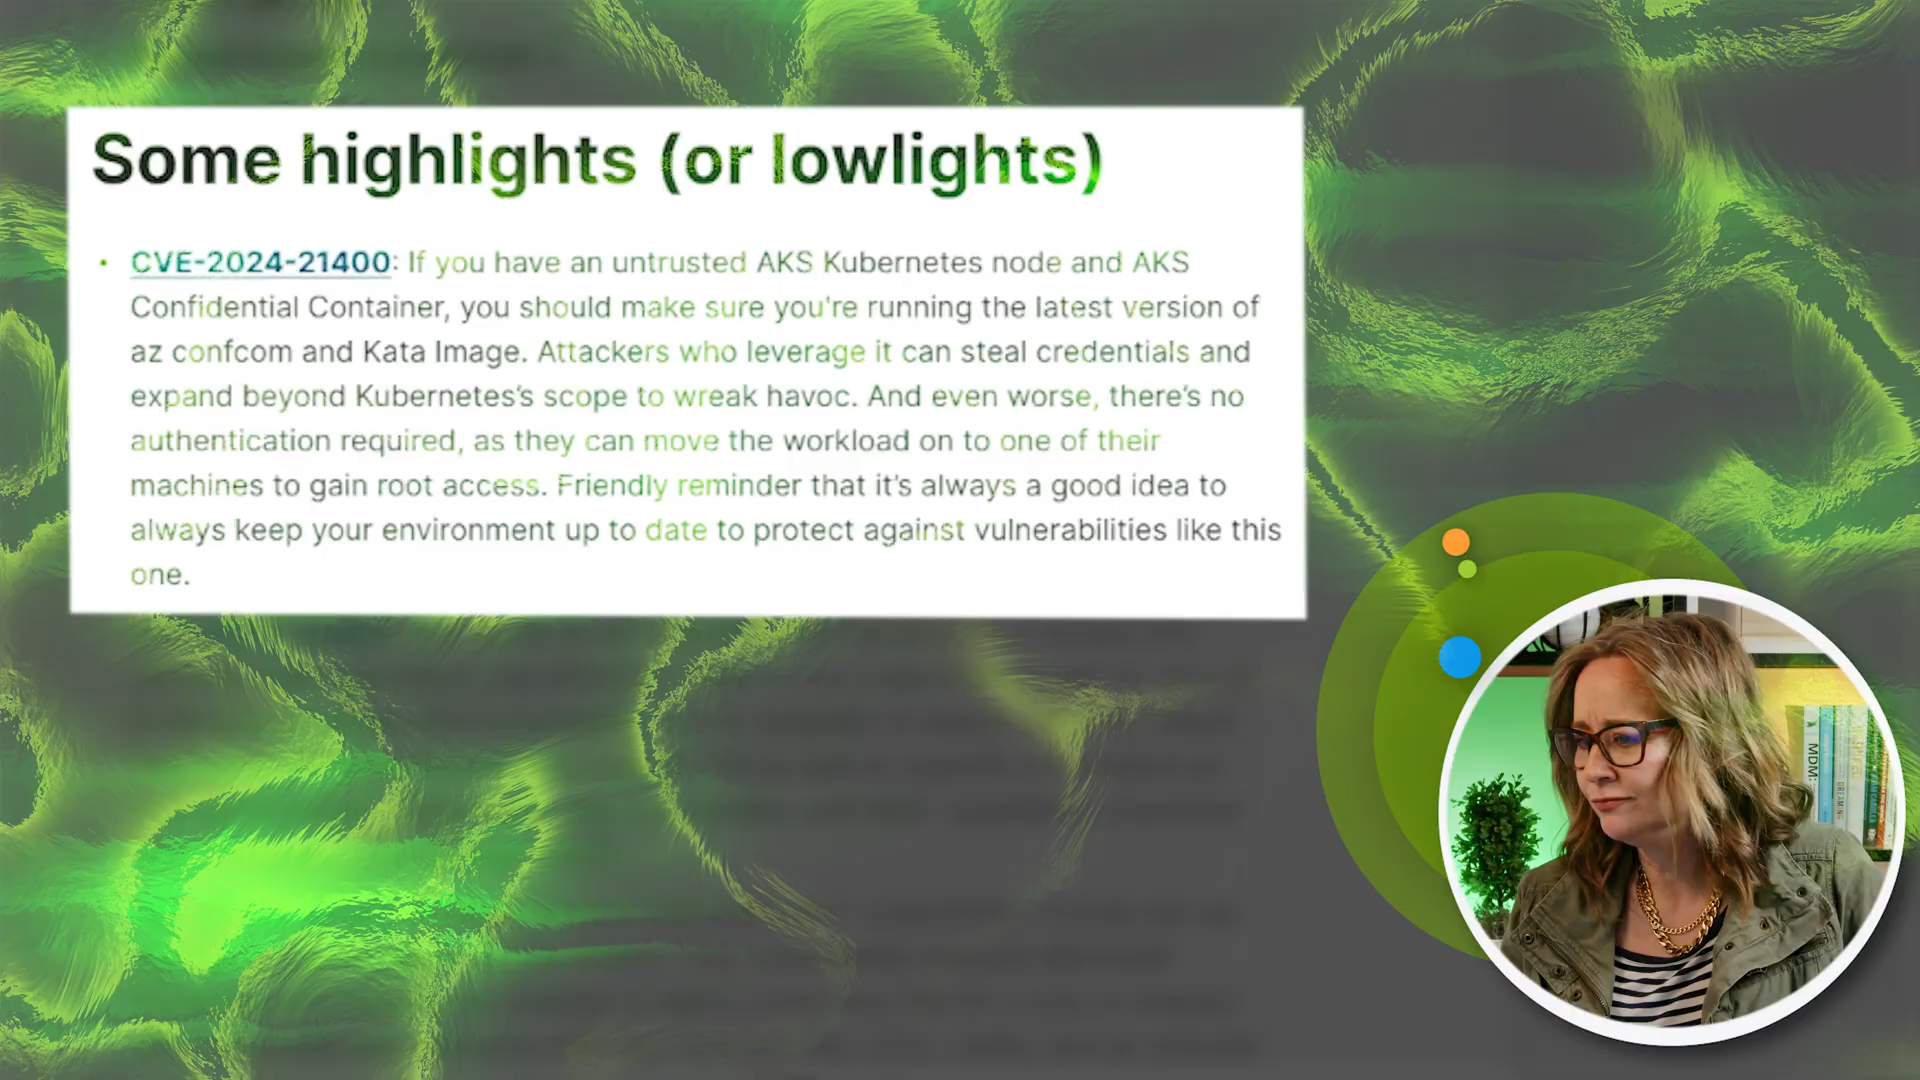 Some highlights (or lowlights)
• CVE-2024-21400: If you have an untrusted AKS Kubernetes node and AKS
Confidential Container, you should make sure you're running the latest version of
az confcom and Kata Image. Attackers who leverage it can steal credentials and
expand beyond Kubernetes’s scope to wreak havoc. And even worse, there’s no
authentication required, as they can move the workload on to one of their
machines to gain root access. Friendly reminder that it’s always a good idea to
always keep your environment up to date to protect against vulnerabilities like this
one.
MDM: